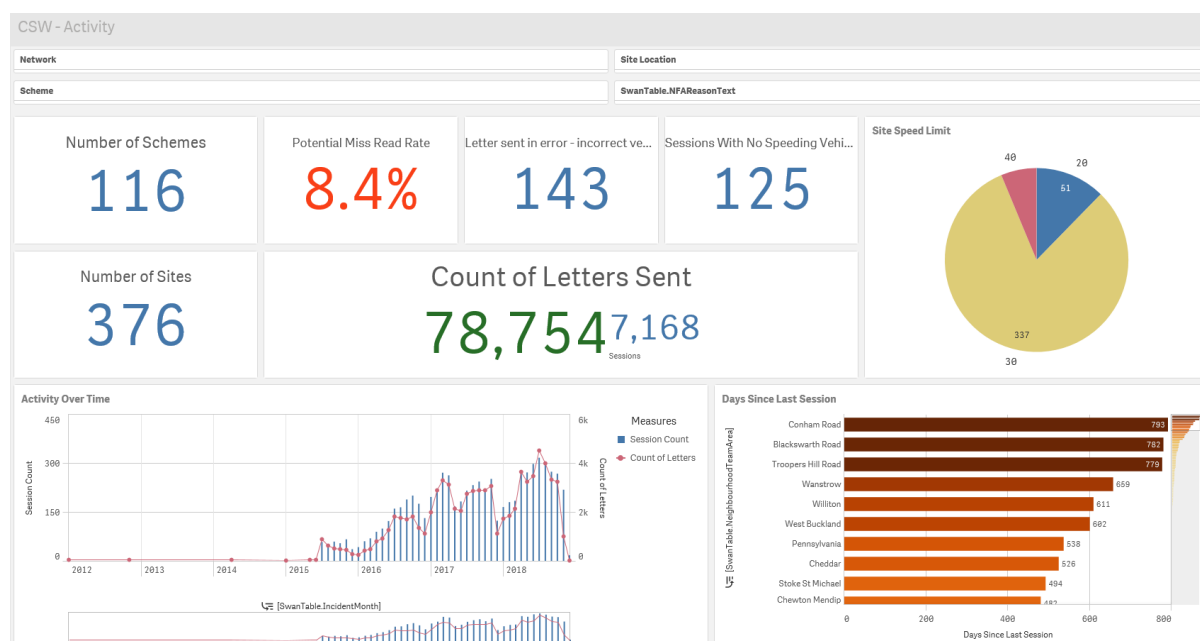 CSW - Activity
Network
Site Location
Scheme
SwanTable.NFAReasonText
Number of Schemes
116
Potential Miss Read Rate
8.4%
Letter sent in error - incorrect ve...
143
Sessions With No Speeding Vehi...
125
Site Speed Limit
40
20
51
337
30
Number of Sites
376
Count of Letters Sent
78,754
7,168
Sessions
Activity Over Time
450
300
150
0
Session Count
6k
4k
2k
0
Count of Letters
2012
2013
2014
2015
2016
2017
2018
Measures
Session Count
Count of Letters
[SwanTable.IncidentMonth]
Days Since Last Session
[SwanTable.NeighbourhoodTeamArea]
Conham Road 793
Blackswarth Road 782
Troopers Hill Road 779
Wanstrow 659
Williton 611
West Buckland 602
Pennsylvania 538
Cheddar 526
Stoke St Michael 494
Chewton Mendip 482
0 200 400 600 800
Days Since Last Session